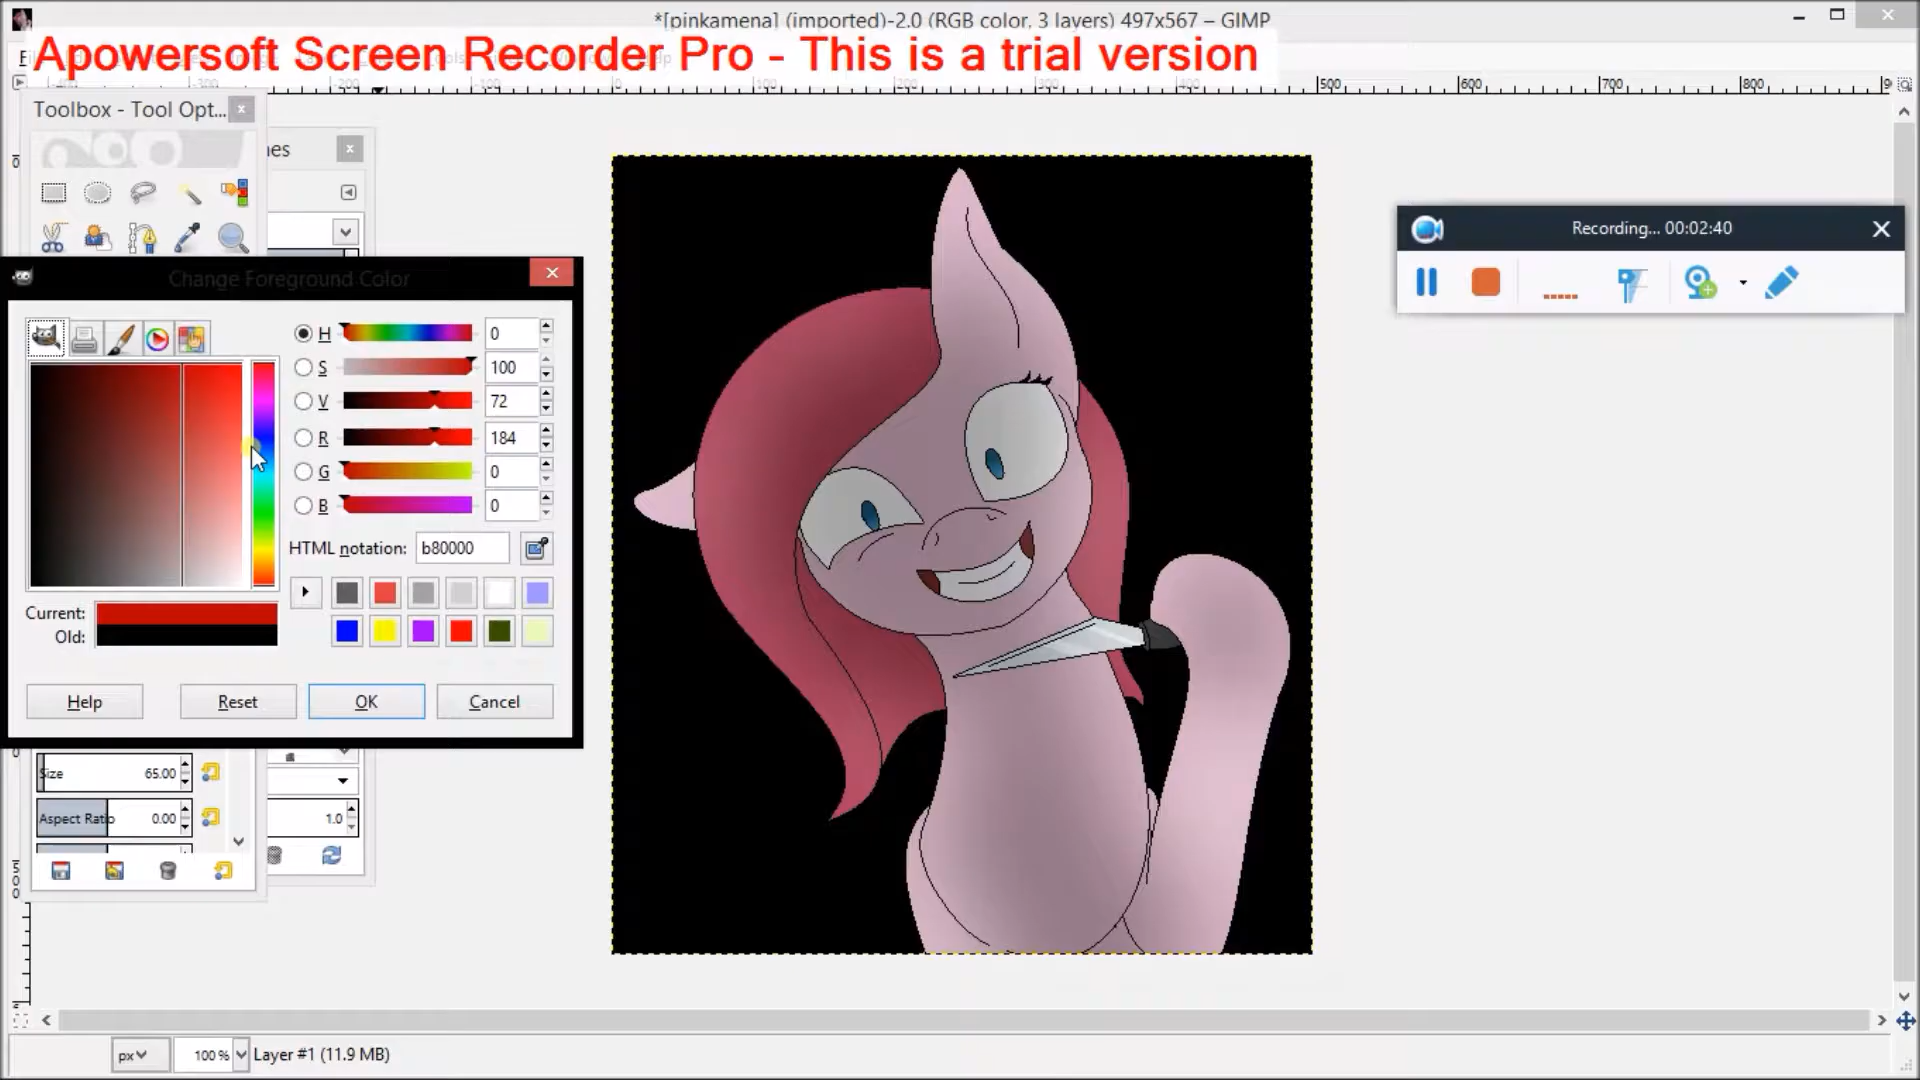 *[pinkamena] (imported)-2.0 (RGB color, 3 layers) 497x567 – GIMP
Apowersoft Screen Recorder Pro - This is a trial version
500 600 700 800
Toolbox - Tool Opt...
Recording... 00:02:40
Change Foreground Color
H 0
S 100
V 72
R 184
G 0
B 0
HTML notation: b80000
Current:
Old:
Help Reset OK Cancel
Size 65.00
Aspect Ratio 0.00
1.0
px 100 % Layer #1 (11.9 MB)